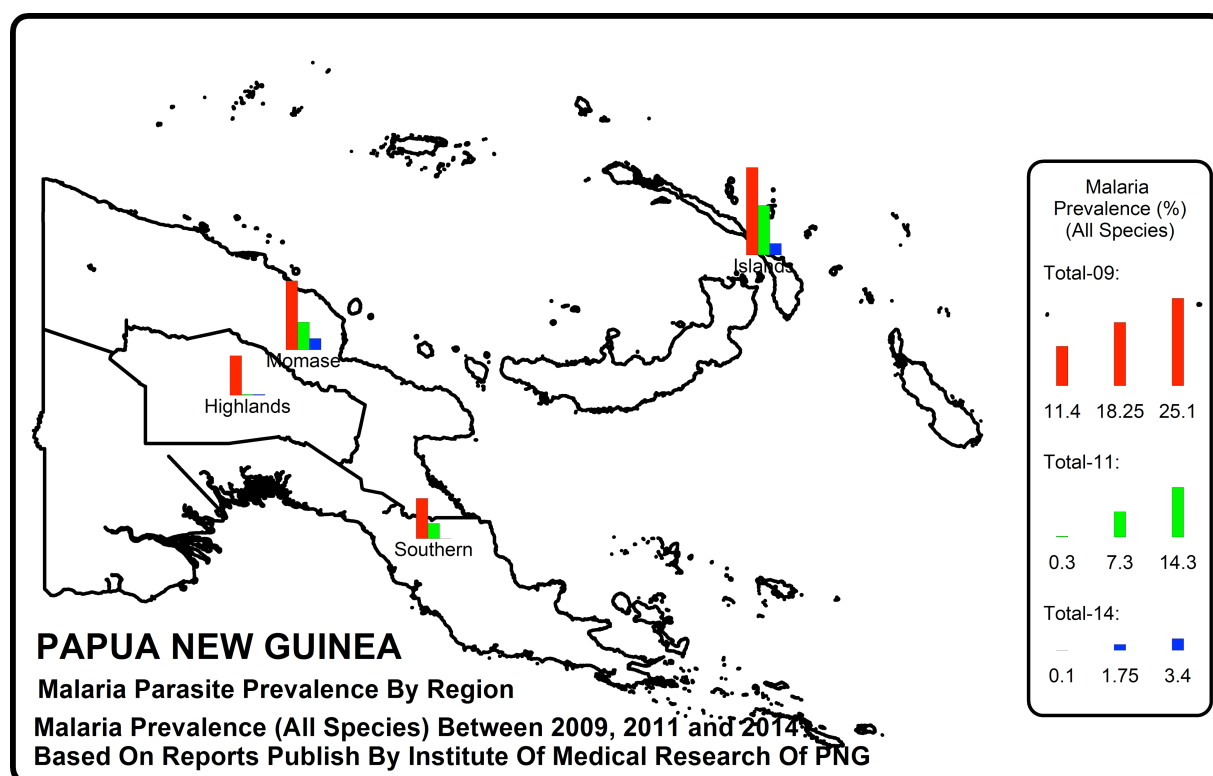 Islands
Momase
Highlands
Southern
PAPUA NEW GUINEA
Malaria Parasite Prevalence By Region
Malaria Prevalence (All Species) Between 2009, 2011 and 2014
Based On Reports Publish By Institute Of Medical Research Of PNG
Malaria
Prevalence (%)
(All Species)
Total-09:
11.4 18.25 25.1
Total-11:
0.3 7.3 14.3
Total-14:
0.1 1.75 3.4